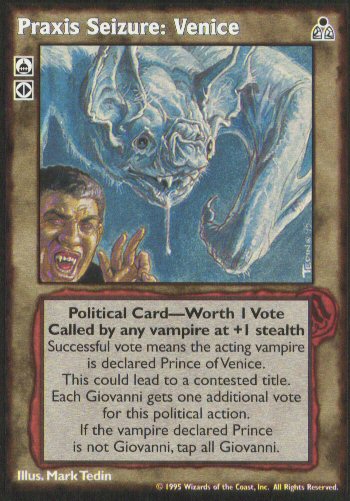 Praxis Seizure: Venice
TEDIN © 95
Political Card—Worth 1 Vote
Called by any vampire at +1 stealth
Successful vote means the acting vampire
is declared Prince of Venice.
This could lead to a contested title.
Each Giovanni gets one additional vote
for this political action.
If the vampire declared Prince
is not Giovanni, tap all Giovanni.
Illus. Mark Tedin
© 1995 Wizards of the Coast, Inc. All Rights Reserved.